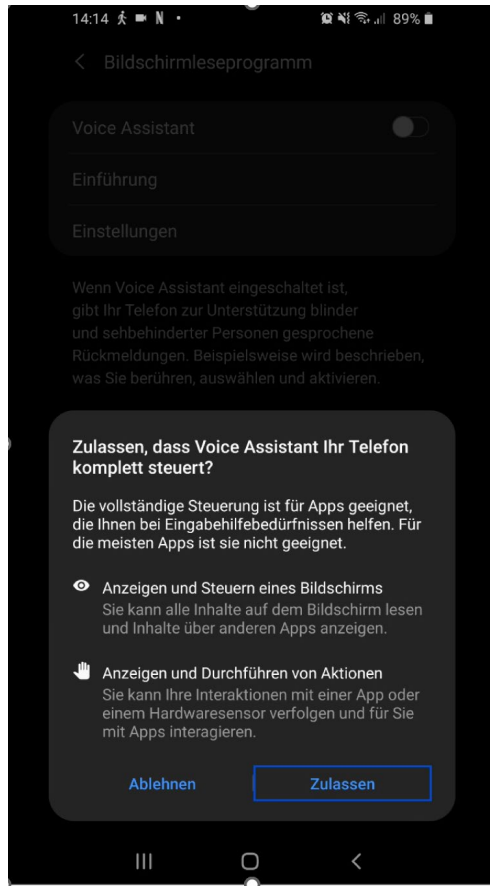 14:14 N • 89%
Bildschirmleseprogramm
Voice Assistant
Einführung
Einstellungen
Wenn Voice Assistant eingeschaltet ist,
gibt Ihr Telefon zur Unterstützung blinder
und sehbehinderter Personen gesprochene
Rückmeldungen. Beispielsweise wird beschrieben,
was Sie berühren, auswählen und aktivieren.
Zulassen, dass Voice Assistant Ihr Telefon
komplett steuert?
Die vollständige Steuerung ist für Apps geeignet,
die Ihnen bei Eingabehilfebedürfnissen helfen. Für
die meisten Apps ist sie nicht geeignet.
Anzeigen und Steuern eines Bildschirms
Sie kann alle Inhalte auf dem Bildschirm lesen
und Inhalte über anderen Apps anzeigen.
Anzeigen und Durchführen von Aktionen
Sie kann Ihre Interaktionen mit einer App oder
einem Hardwaresensor verfolgen und für Sie
mit Apps interagieren.
Ablehnen Zulassen